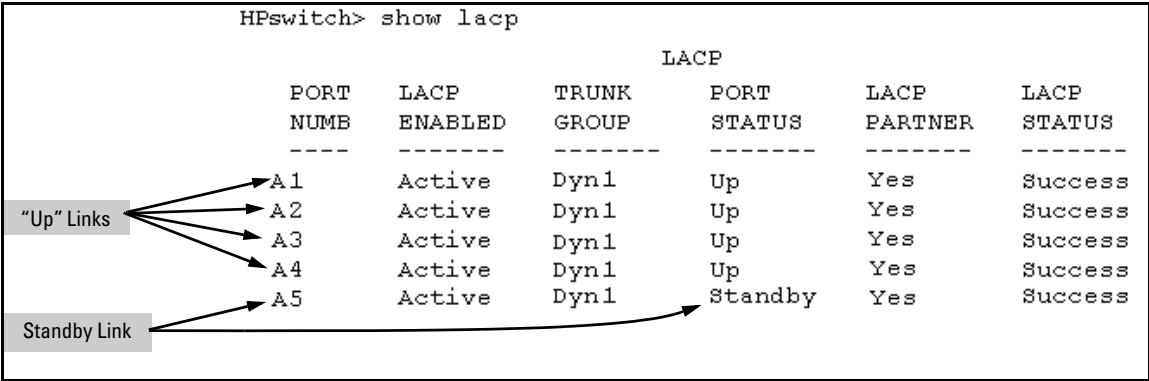 HPswitch> show lacp
LACP
PORT LACP TRUNK PORT LACP LACP
NUMB ENABLED GROUP STATUS PARTNER STATUS
---- ------- ------- ------- ------- -------
A1 Active Dyn1 Up Yes Success
"Up" Links A2 Active Dyn1 Up Yes Success
A3 Active Dyn1 Up Yes Success
A4 Active Dyn1 Up Yes Success
A5 Active Dyn1 Standby Yes Success
Standby Link